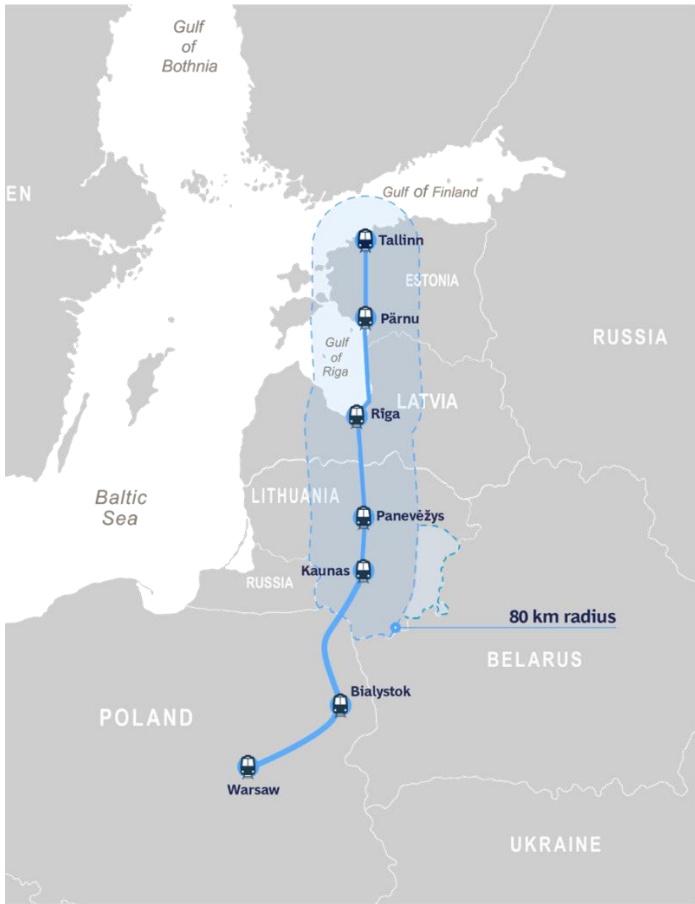 Gulf
of
Bothnia
EN
Gulf of Finland
Tallinn
ESTONIA
Pärnu
RUSSIA
Gulf
of
Riga
LATVIA
Rīga
Baltic
Sea
LITHUANIA
Panevėžys
Kaunas
RUSSIA
80 km radius
BELARUS
Bialystok
POLAND
Warsaw
UKRAINE